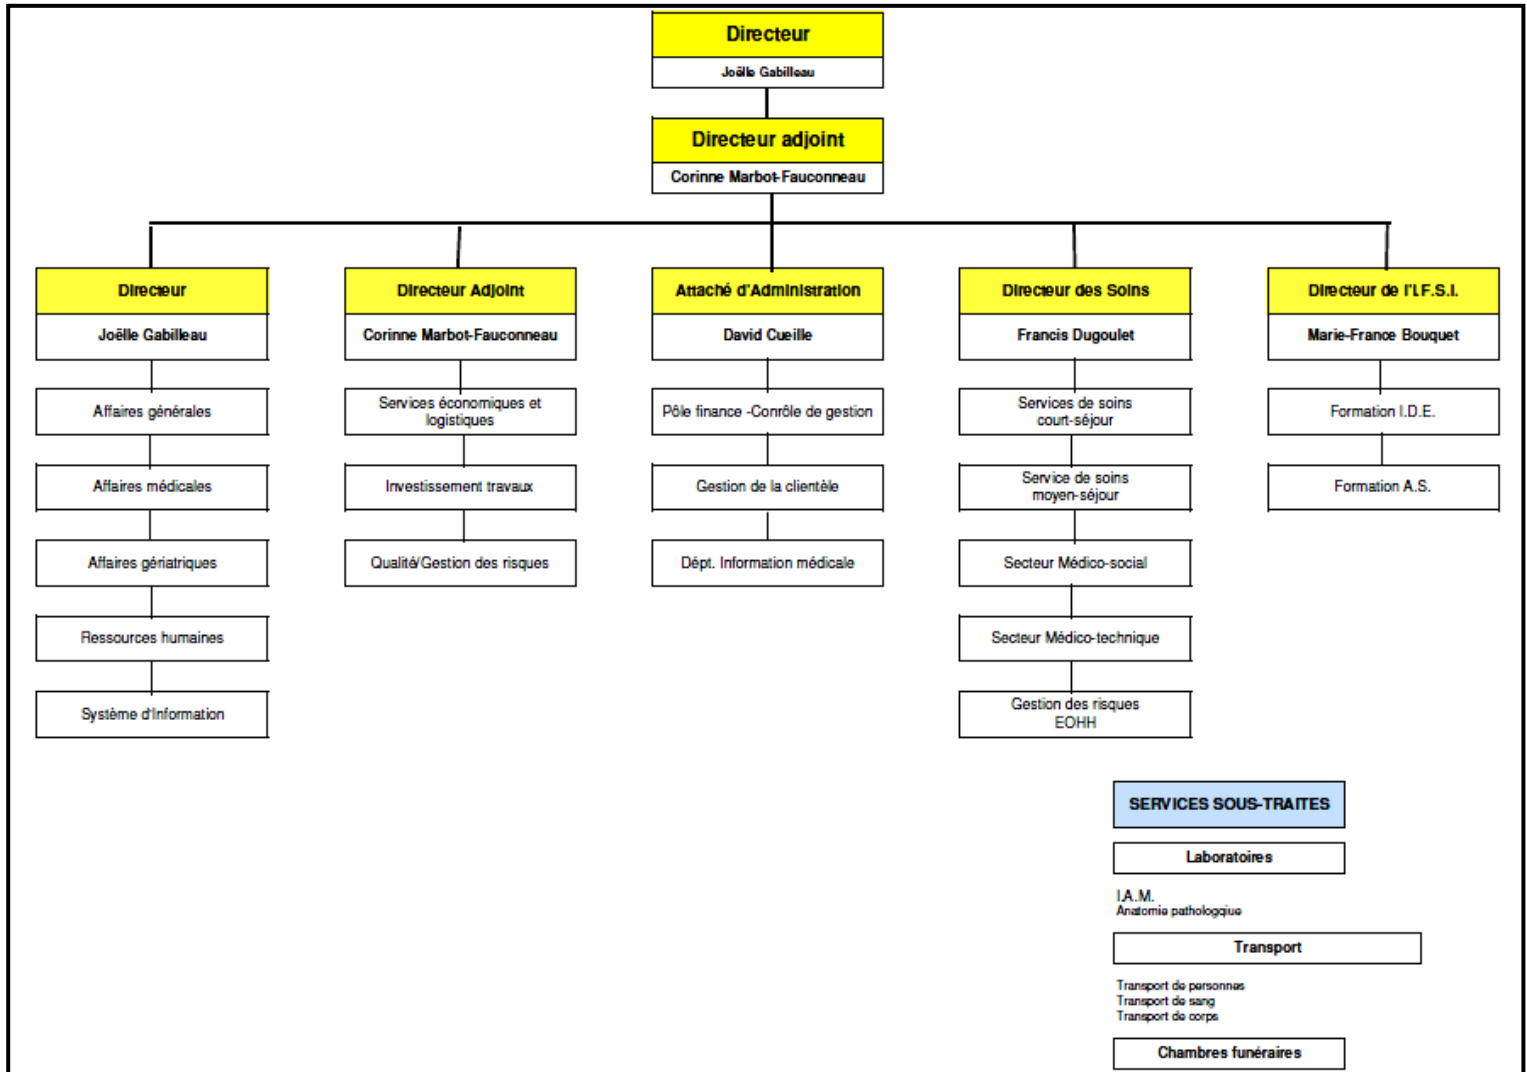 Directeur
Joëlle Gabilleau
Directeur adjoint
Corinne Marbot-Fauconneau
Directeur
Joëlle Gabilleau
Affaires générales
Affaires médicales
Affaires gériatriques
Ressources humaines
Système d'Information
Directeur Adjoint
Corinne Marbot-Fauconneau
Services économiques et
logistiques
Investissement travaux
Qualité/Gestion des risques
Attaché d'Administration
David Cueille
Pôle finance -Conrôle de gestion
Gestion de la clientèle
Dépt. Information médicale
Directeur des Soins
Francis Dugoulet
Services de soins
court-séjour
Service de soins
moyen-séjour
Secteur Médico-social
Secteur Médico-technique
Gestion des risques
EOHH
Directeur de l'I.F.S.I.
Marie-France Bouquet
Formation I.D.E.
Formation A.S.
SERVICES SOUS-TRAITES
Laboratoires
I.A.M.
Anatomie pathologqiue
Transport
Transport de personnes
Transport de sang
Transport de corps
Chambres funéraires